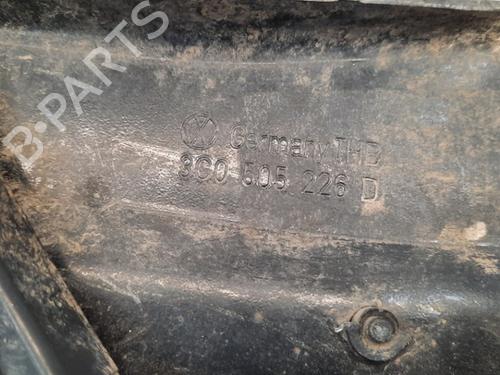 B-PARTS
Germany THD
3C0 505 226 D